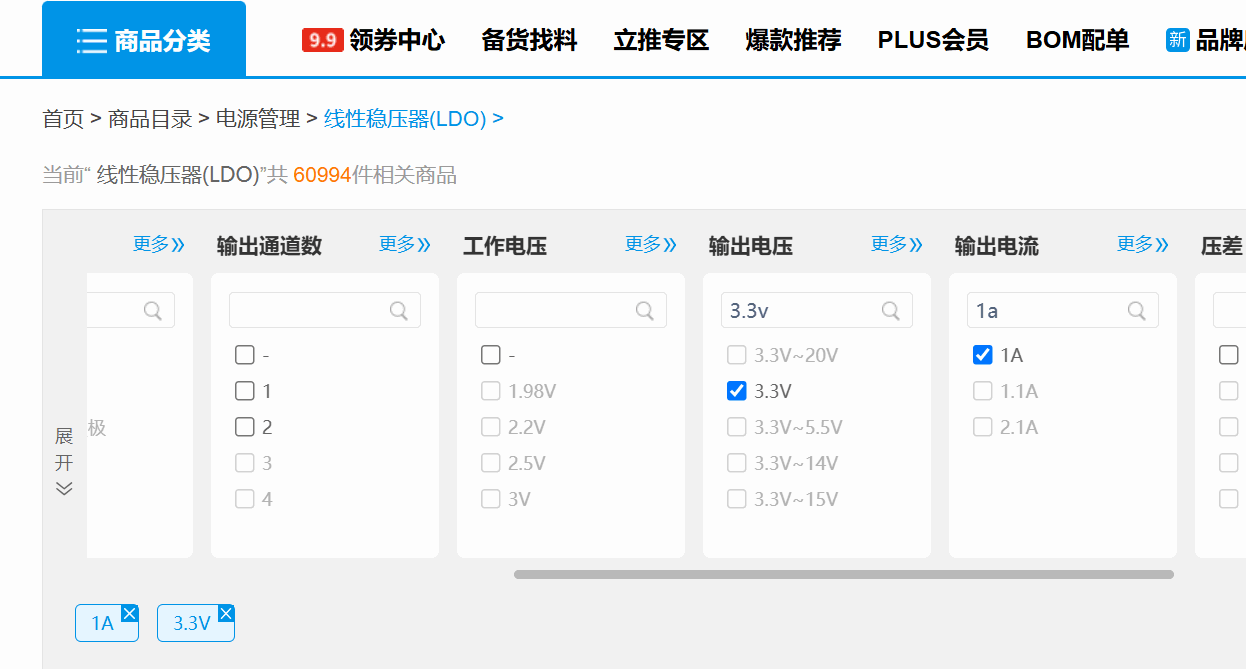 商品分类 9.9 领券中心 备货找料 立推专区 爆款推荐 PLUS会员 BOM配单 新 品牌
首页 > 商品目录 > 电源管理 > 线性稳压器(LDO) >
当前“ 线性稳压器(LDO)”共 60994件相关商品
更多» 输出通道数 更多» 工作电压 更多» 输出电压 更多» 输出电流 更多» 压差
3.3v 1a
- - 3.3V~20V 1A
1 1.98V 3.3V 1.1A
极 2 2.2V 3.3V~5.5V 2.1A
3 2.5V 3.3V~14V
4 3V 3.3V~15V
展
开
1A 3.3V